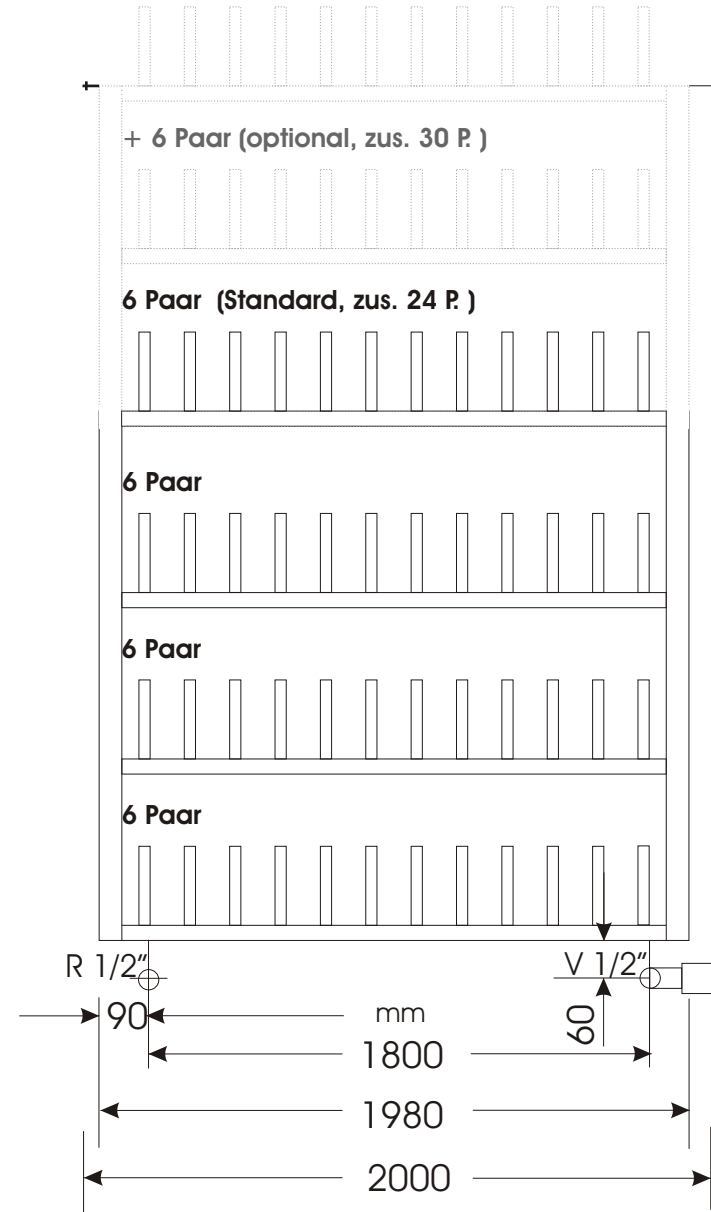 + 6 Paar (optional, zus. 30 P. )
6 Paar (Standard, zus. 24 P. )
6 Paar
6 Paar
6 Paar
R 1/2"
V 1/2"
90
mm
60
1800
1980
2000